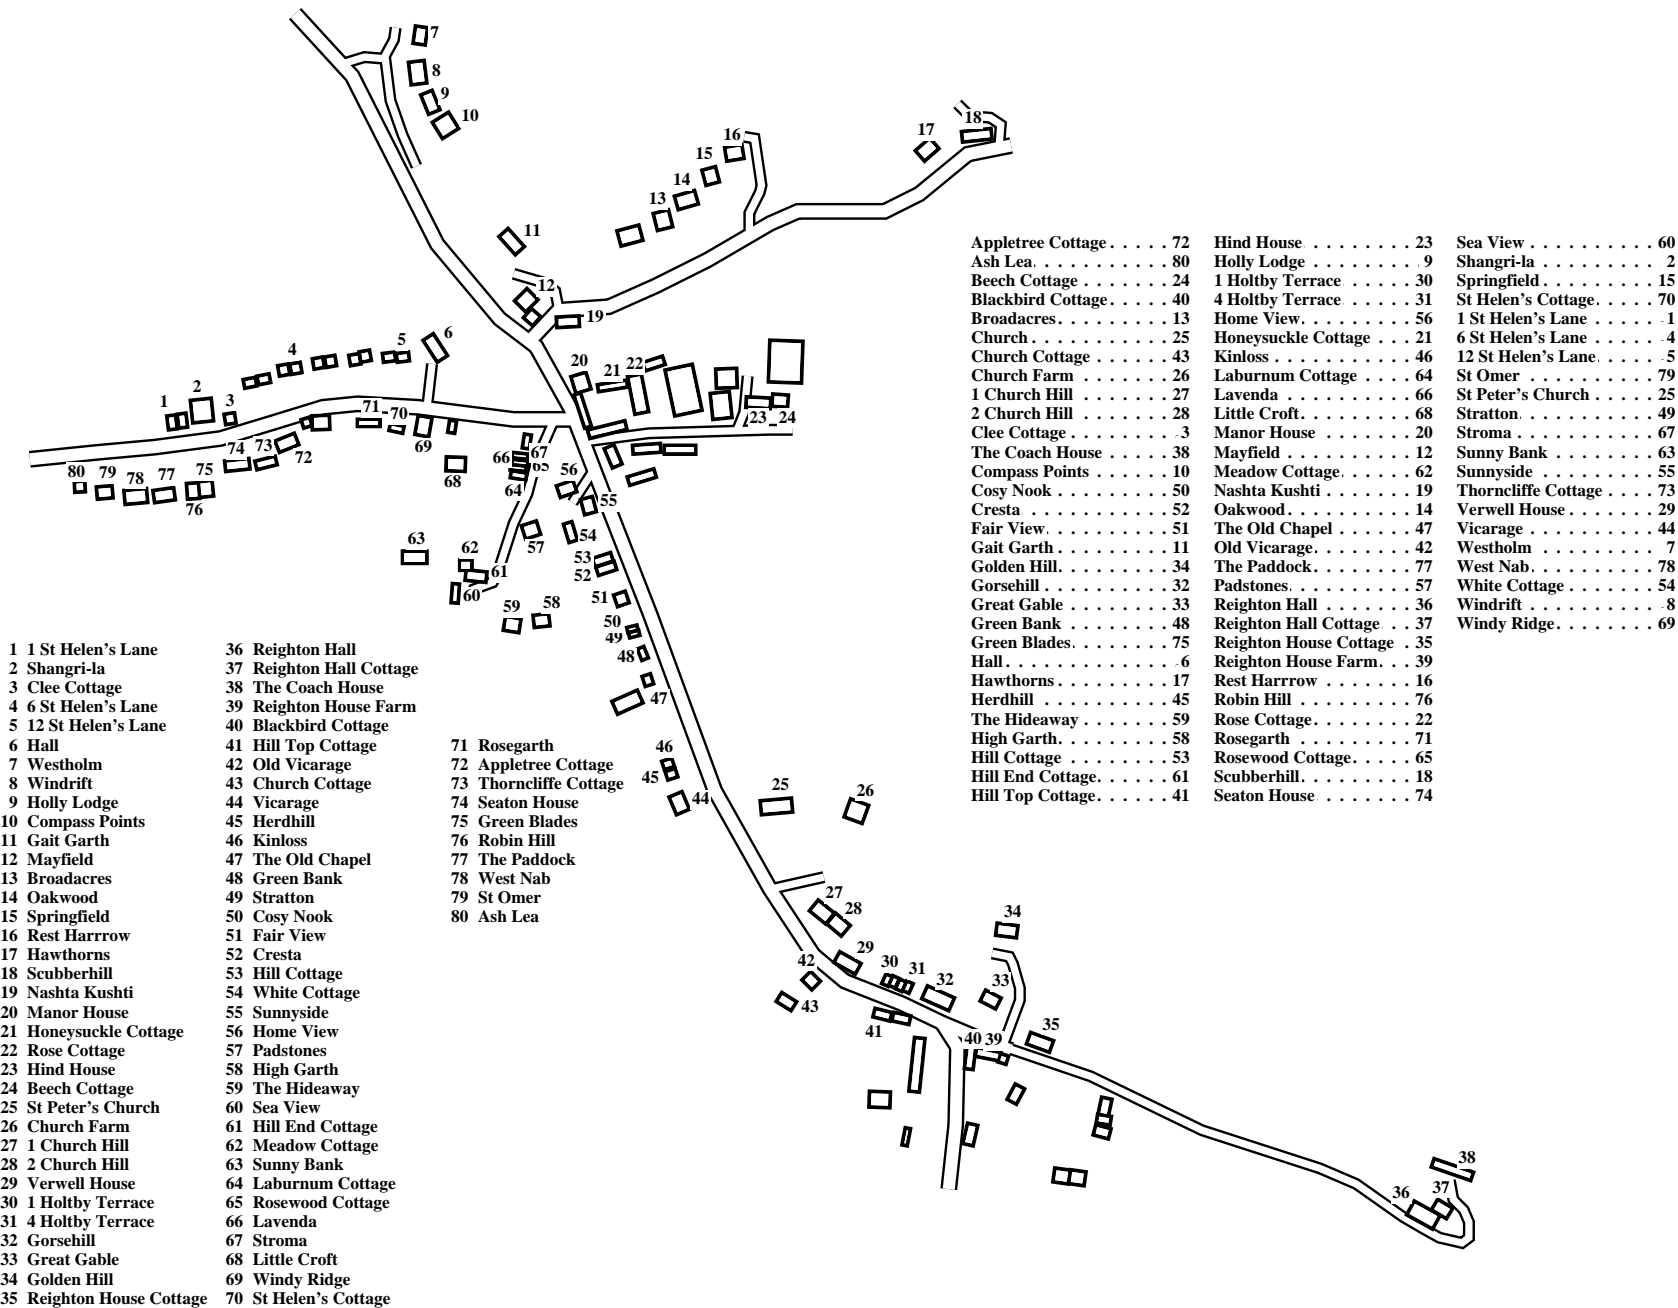 7
8
9
10
16
18
17
15
14
13
11
12
19
6
5
4
20
21
22
2
1
3
71
70
69
23
24
74
73
72
67
66
65
68
64
56
55
80
79
78
77
75
76
54
57
63
62
53
52
61
60
51
59
58
50
49
48
47
46
45
44
25
26
27
28
34
29
42
30
31
32
33
43
41
40
39
35
38
36
37
Appletree Cottage . . . . . 72
Ash Lea. . . . . . . . . . . 80
Beech Cottage . . . . . . . 24
Blackbird Cottage . . . . . 40
Broadacres . . . . . . . . . 13
Church . . . . . . . . . . . 25
Church Cottage . . . . . . 43
Church Farm . . . . . . . 26
1 Church Hill . . . . . . . 27
2 Church Hill . . . . . . . 28
Clee Cottage . . . . . . . . 3
The Coach House . . . . . 38
Compass Points . . . . . . 10
Cosy Nook . . . . . . . . . 50
Cresta . . . . . . . . . . . 52
Fair View . . . . . . . . . . 51
Gait Garth . . . . . . . . . 11
Golden Hill . . . . . . . . . 34
Gorsehill . . . . . . . . . . 32
Great Gable . . . . . . . . 33
Green Bank . . . . . . . . 48
Green Blades . . . . . . . . 75
Hall . . . . . . . . . . . . . 6
Hawthorns . . . . . . . . . 17
Herdhill . . . . . . . . . . 45
The Hideaway . . . . . . . 59
High Garth . . . . . . . . . 58
Hill Cottage . . . . . . . . 53
Hill End Cottage . . . . . . 61
Hill Top Cottage . . . . . . 41
Hind House . . . . . . . . 23
Holly Lodge . . . . . . . . 9
1 Holtby Terrace . . . . . . 30
4 Holtby Terrace . . . . . . 31
Home View . . . . . . . . . 56
Honeysuckle Cottage . . . 21
Kinloss . . . . . . . . . . . 46
Laburnum Cottage . . . . 64
Lavenda . . . . . . . . . . 66
Little Croft . . . . . . . . . 68
Manor House . . . . . . . 20
Mayfield . . . . . . . . . . 12
Meadow Cottage . . . . . . 62
Nashta Kushti . . . . . . . 19
Oakwood . . . . . . . . . . 14
The Old Chapel . . . . . . 47
Old Vicarage . . . . . . . . 42
The Paddock . . . . . . . . 77
Padstones . . . . . . . . . . 57
Reighton Hall . . . . . . . 36
Reighton Hall Cottage . . 37
Reighton House Cottage . 35
Reighton House Farm . . . 39
Rest Harrrow . . . . . . . 16
Robin Hill . . . . . . . . . 76
Rose Cottage . . . . . . . . 22
Rosegarth . . . . . . . . . 71
Rosewood Cottage . . . . . 65
Scubberhill . . . . . . . . . 18
Seaton House . . . . . . . 74
Sea View . . . . . . . . . . 60
Shangri-la . . . . . . . . . 2
Springfield . . . . . . . . . 15
St Helen's Cottage . . . . . 70
1 St Helen's Lane . . . . . 1
6 St Helen's Lane . . . . . 4
12 St Helen's Lane . . . . . 5
St Omer . . . . . . . . . . 79
St Peter's Church . . . . . 25
Stratton . . . . . . . . . . . 49
Stroma . . . . . . . . . . . 67
Sunny Bank . . . . . . . . 63
Sunnyside . . . . . . . . . 55
Thorncliffe Cottage . . . . 73
Verwell House . . . . . . . 29
Vicarage . . . . . . . . . . 44
Westholm . . . . . . . . . 7
West Nab . . . . . . . . . . 78
White Cottage . . . . . . . 54
Windrift . . . . . . . . . . 8
Windy Ridge . . . . . . . . 69
1 1 St Helen's Lane
2 Shangri-la
3 Clee Cottage
4 6 St Helen's Lane
5 12 St Helen's Lane
6 Hall
7 Westholm
8 Windrift
9 Holly Lodge
10 Compass Points
11 Gait Garth
12 Mayfield
13 Broadacres
14 Oakwood
15 Springfield
16 Rest Harrrow
17 Hawthorns
18 Scubberhill
19 Nashta Kushti
20 Manor House
21 Honeysuckle Cottage
22 Rose Cottage
23 Hind House
24 Beech Cottage
25 St Peter's Church
26 Church Farm
27 1 Church Hill
28 2 Church Hill
29 Verwell House
30 1 Holtby Terrace
31 4 Holtby Terrace
32 Gorsehill
33 Great Gable
34 Golden Hill
35 Reighton House Cottage
36 Reighton Hall
37 Reighton Hall Cottage
38 The Coach House
39 Reighton House Farm
40 Blackbird Cottage
41 Hill Top Cottage
42 Old Vicarage
43 Church Cottage
44 Vicarage
45 Herdhill
46 Kinloss
47 The Old Chapel
48 Green Bank
49 Stratton
50 Cosy Nook
51 Fair View
52 Cresta
53 Hill Cottage
54 White Cottage
55 Sunnyside
56 Home View
57 Padstones
58 High Garth
59 The Hideaway
60 Sea View
61 Hill End Cottage
62 Meadow Cottage
63 Sunny Bank
64 Laburnum Cottage
65 Rosewood Cottage
66 Lavenda
67 Stroma
68 Little Croft
69 Windy Ridge
70 St Helen's Cottage
71 Rosegarth
72 Appletree Cottage
73 Thorncliffe Cottage
74 Seaton House
75 Green Blades
76 Robin Hill
77 The Paddock
78 West Nab
79 St Omer
80 Ash Lea